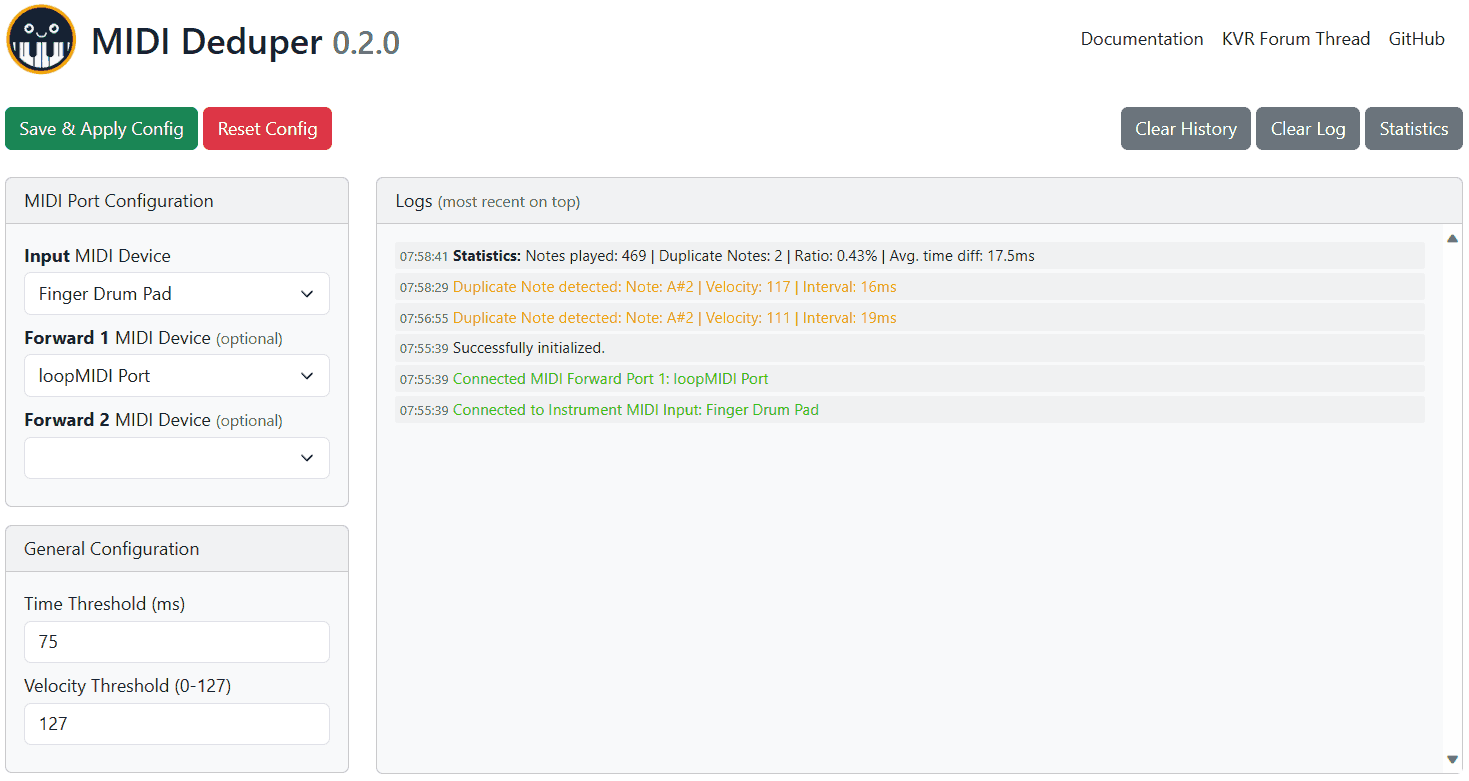 MIDI Deduper 0.2.0
Documentation KVR Forum Thread GitHub
Save & Apply Config Reset Config
Clear History Clear Log Statistics
MIDI Port Configuration
Input MIDI Device
Finger Drum Pad
Forward 1 MIDI Device (optional)
loopMIDI Port
Forward 2 MIDI Device (optional)
General Configuration
Time Threshold (ms)
75
Velocity Threshold (0-127)
127
Logs (most recent on top)
07:58:41 Statistics: Notes played: 469 | Duplicate Notes: 2 | Ratio: 0.43% | Avg. time diff: 17.5ms
07:58:29 Duplicate Note detected: Note: A#2 | Velocity: 117 | Interval: 16ms
07:56:55 Duplicate Note detected: Note: A#2 | Velocity: 111 | Interval: 19ms
07:55:39 Successfully initialized.
07:55:39 Connected MIDI Forward Port 1: loopMIDI Port
07:55:39 Connected to Instrument MIDI Input: Finger Drum Pad